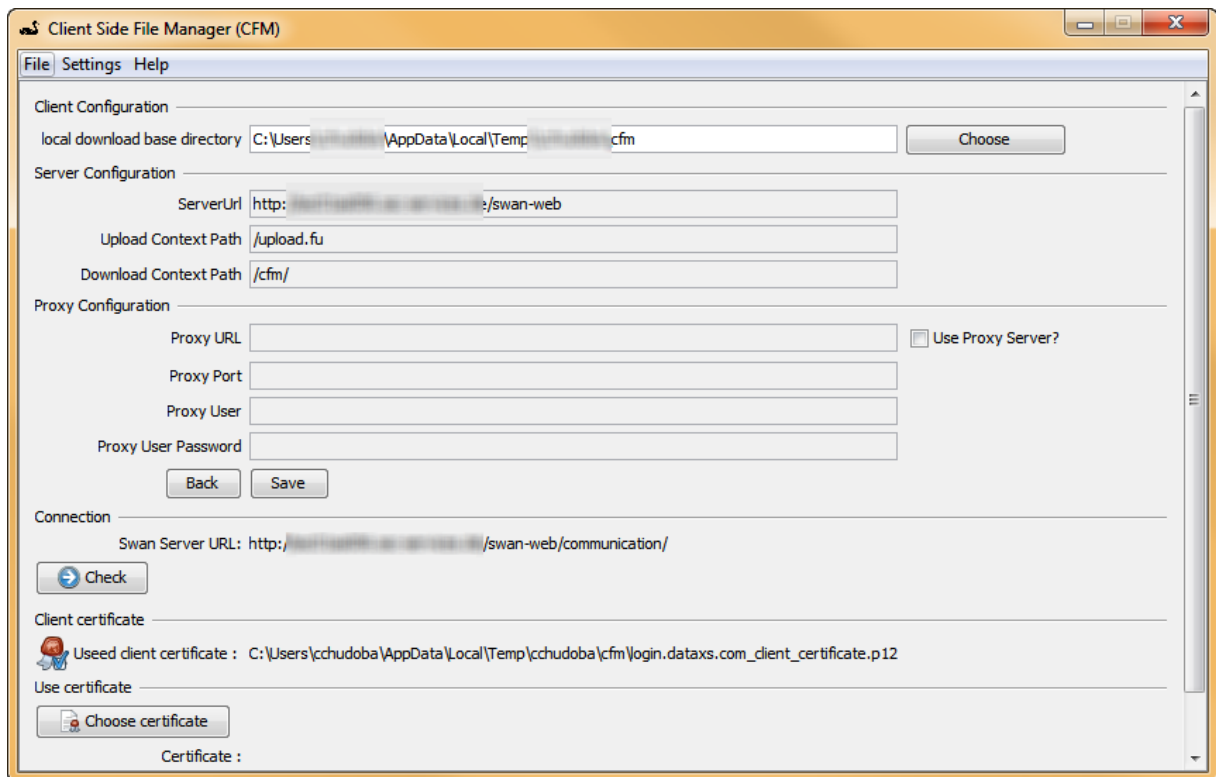 Client Side File Manager (CFM)
File Settings Help
Client Configuration
local download base directory C:\Users \AppData\Local\Temp cfm Choose
Server Configuration
ServerUrl http: /swan-web
Upload Context Path /upload.fu
Download Context Path /cfm/
Proxy Configuration
Proxy URL Use Proxy Server?
Proxy Port
Proxy User
Proxy User Password
Back Save
Connection
Swan Server URL: http:/ /swan-web/communication/
Check
Client certificate
Useed client certificate : C:\Users\cchudoba\AppData\Local\Temp\cchudoba\cfm\login.dataxs.com_client_certificate.p12
Use certificate
Choose certificate
Certificate :